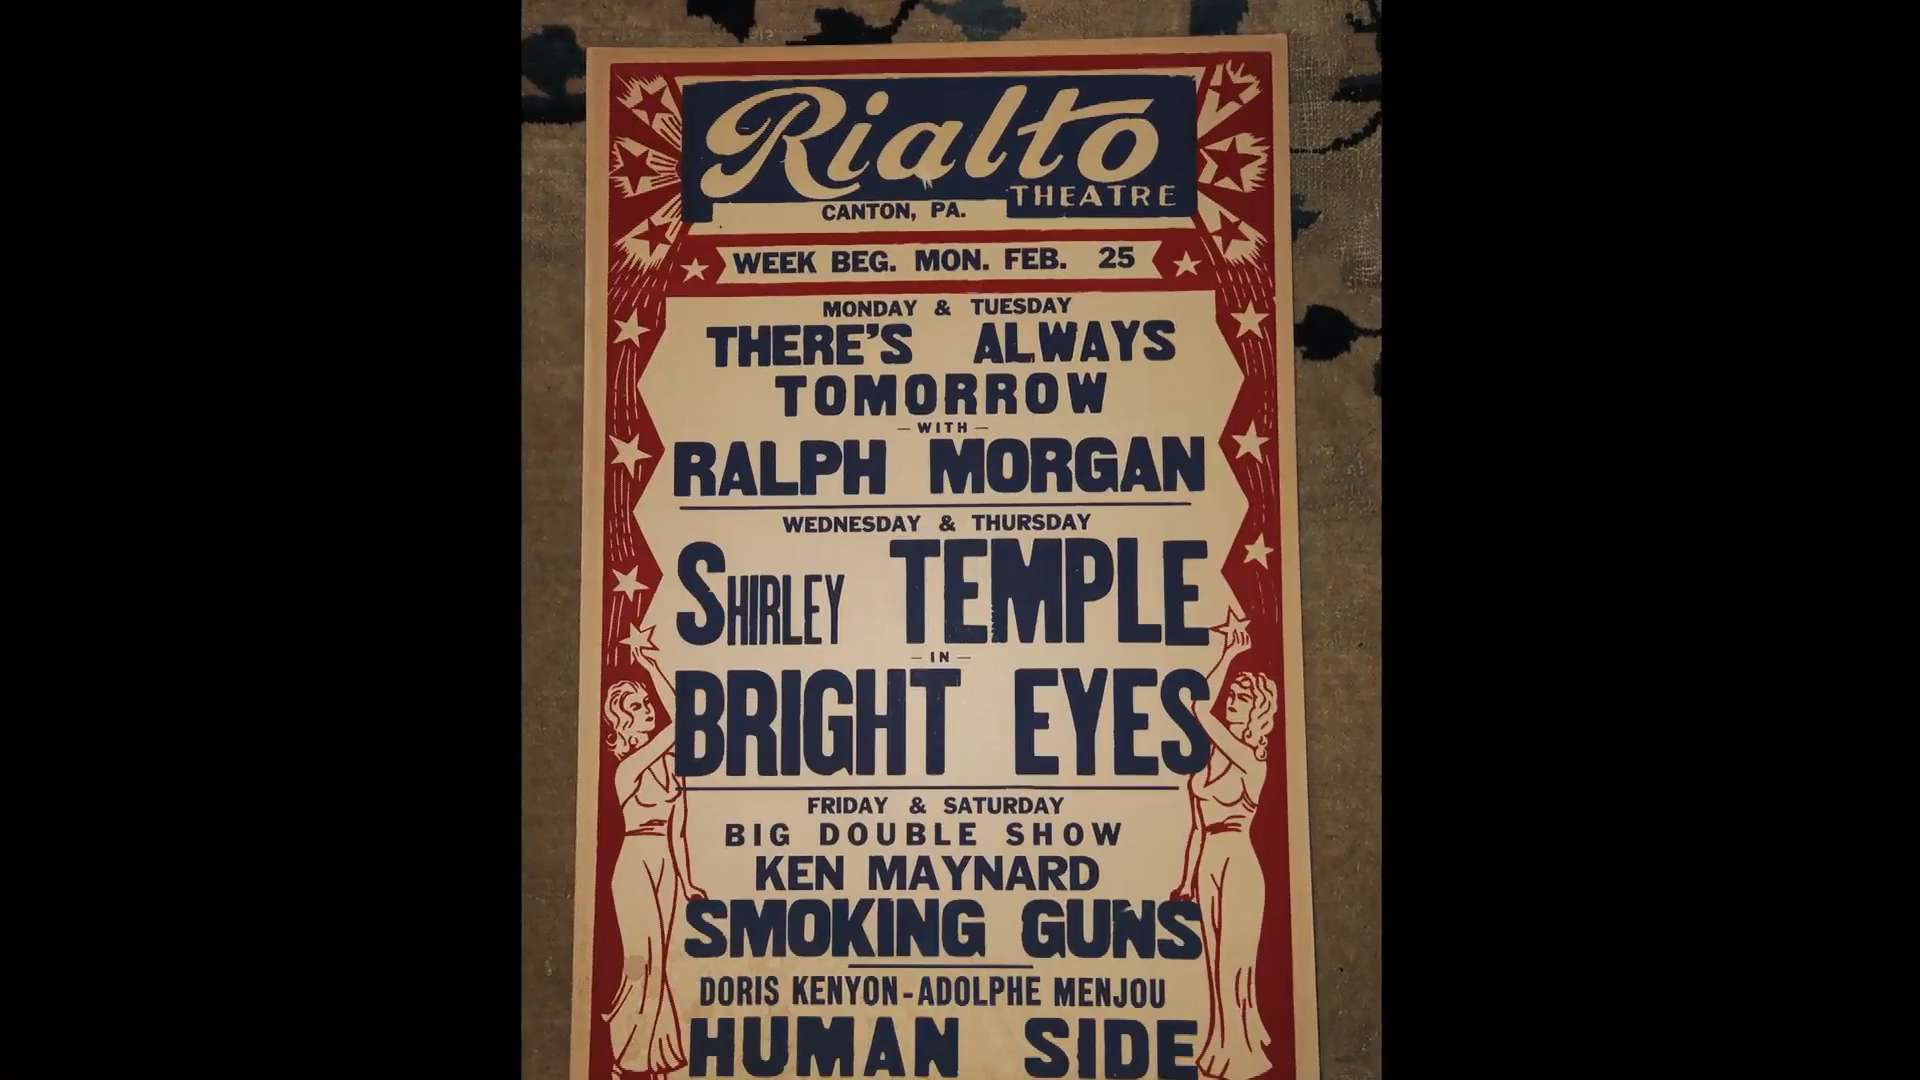 Rialto
THEATRE
CANTON, PA.
WEEK BEG. MON. FEB. 25
MONDAY & TUESDAY
THERE'S ALWAYS
TOMORROW
— WITH —
RALPH MORGAN
WEDNESDAY & THURSDAY
SHIRLEY TEMPLE
— IN —
BRIGHT EYES
FRIDAY & SATURDAY
BIG DOUBLE SHOW
KEN MAYNARD
SMOKING GUNS
DORIS KENYON-ADOLPHE MENJOU
HUMAN SIDE